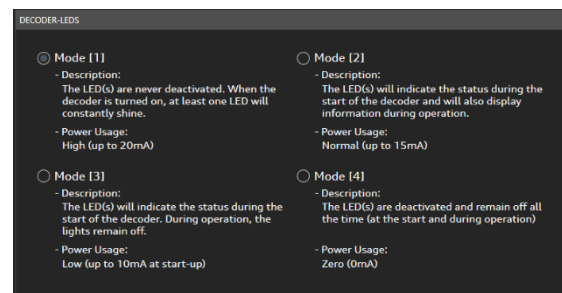 DECODER-LEDS
Mode [1]
- Description:
The LED(s) are never deactivated. When the
decoder is turned on, at least one LED will
constantly shine.
- Power Usage:
High (up to 20mA)
Mode [2]
- Description:
The LED(s) will indicate the status during the
start of the decoder and will also display
information during operation.
- Power Usage:
Normal (up to 15mA)
Mode [3]
- Description:
The LED(s) will indicate the status during the
start of the decoder. During operation, the
lights remain off.
- Power Usage:
Low (up to 10mA at start-up)
Mode [4]
- Description:
The LED(s) are deactivated and remain off all
the time (at the start and during operation)
- Power Usage:
Zero (0mA)